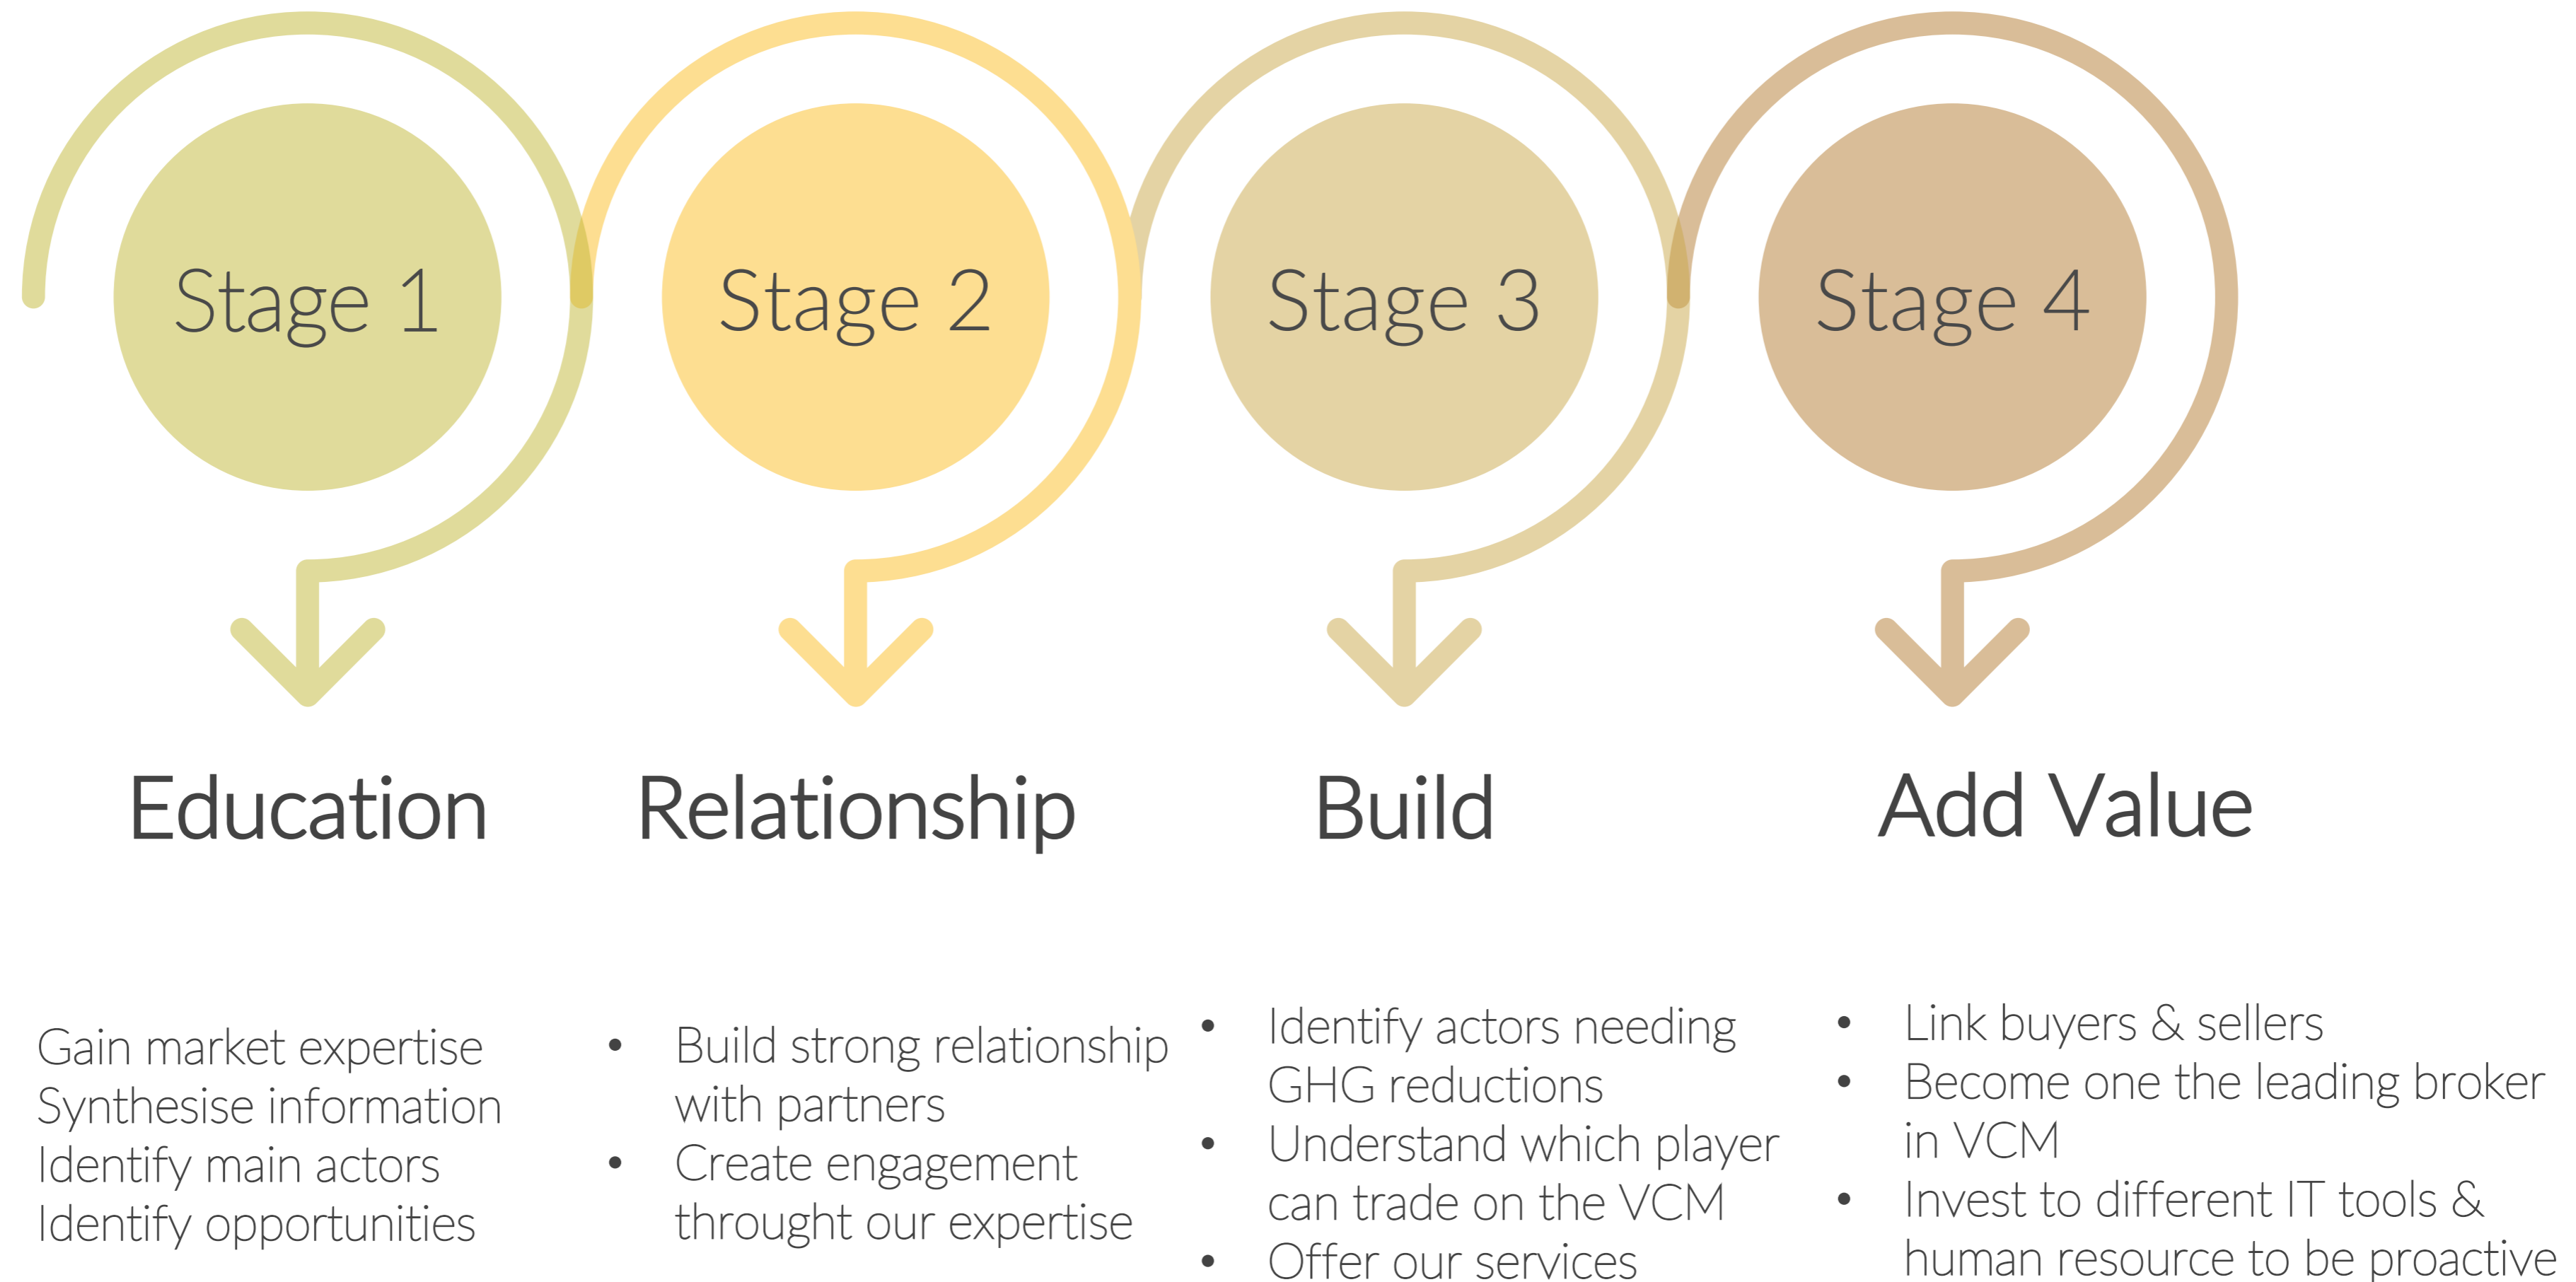 Stage 1
Stage 2
Stage 3
Stage 4
Education
Relationship
Build
Add Value
Gain market expertise
Synthesise information
Identify main actors
Identify opportunities
• Build strong relationship
with partners
• Create engagement
throught our expertise
• Identify actors needing
GHG reductions
• Understand which player
can trade on the VCM
• Offer our services
• Link buyers & sellers
• Become one the leading broker
in VCM
• Invest to different IT tools &
human resource to be proactive